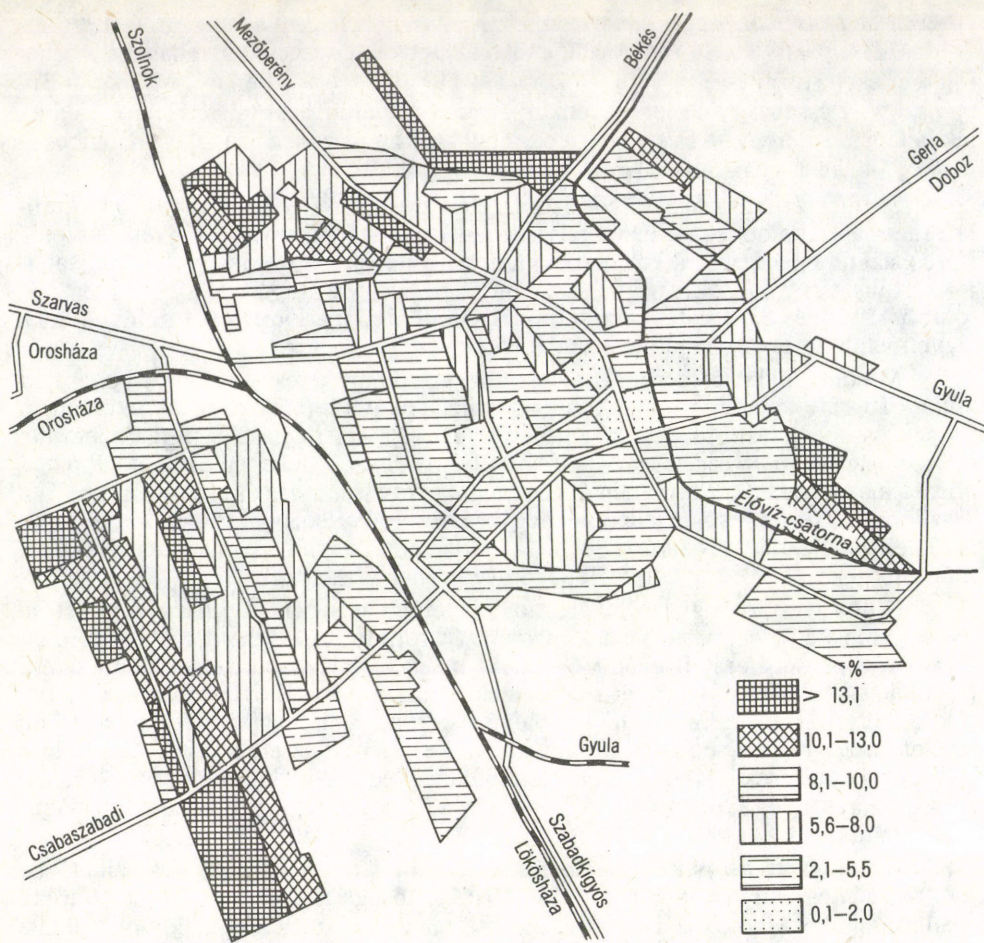 Szolnok
Mezőberény
Békés
Gerla
Doboz
Szarvas
Orosháza
Orosháza
Gyula
Élővíz-csatorna
Gyula
Csabaszabadi
Szabadkígyós
Lőkösháza
%
> 13,1
10,1–13,0
8,1–10,0
5,6–8,0
2,1–5,5
0,1–2,0